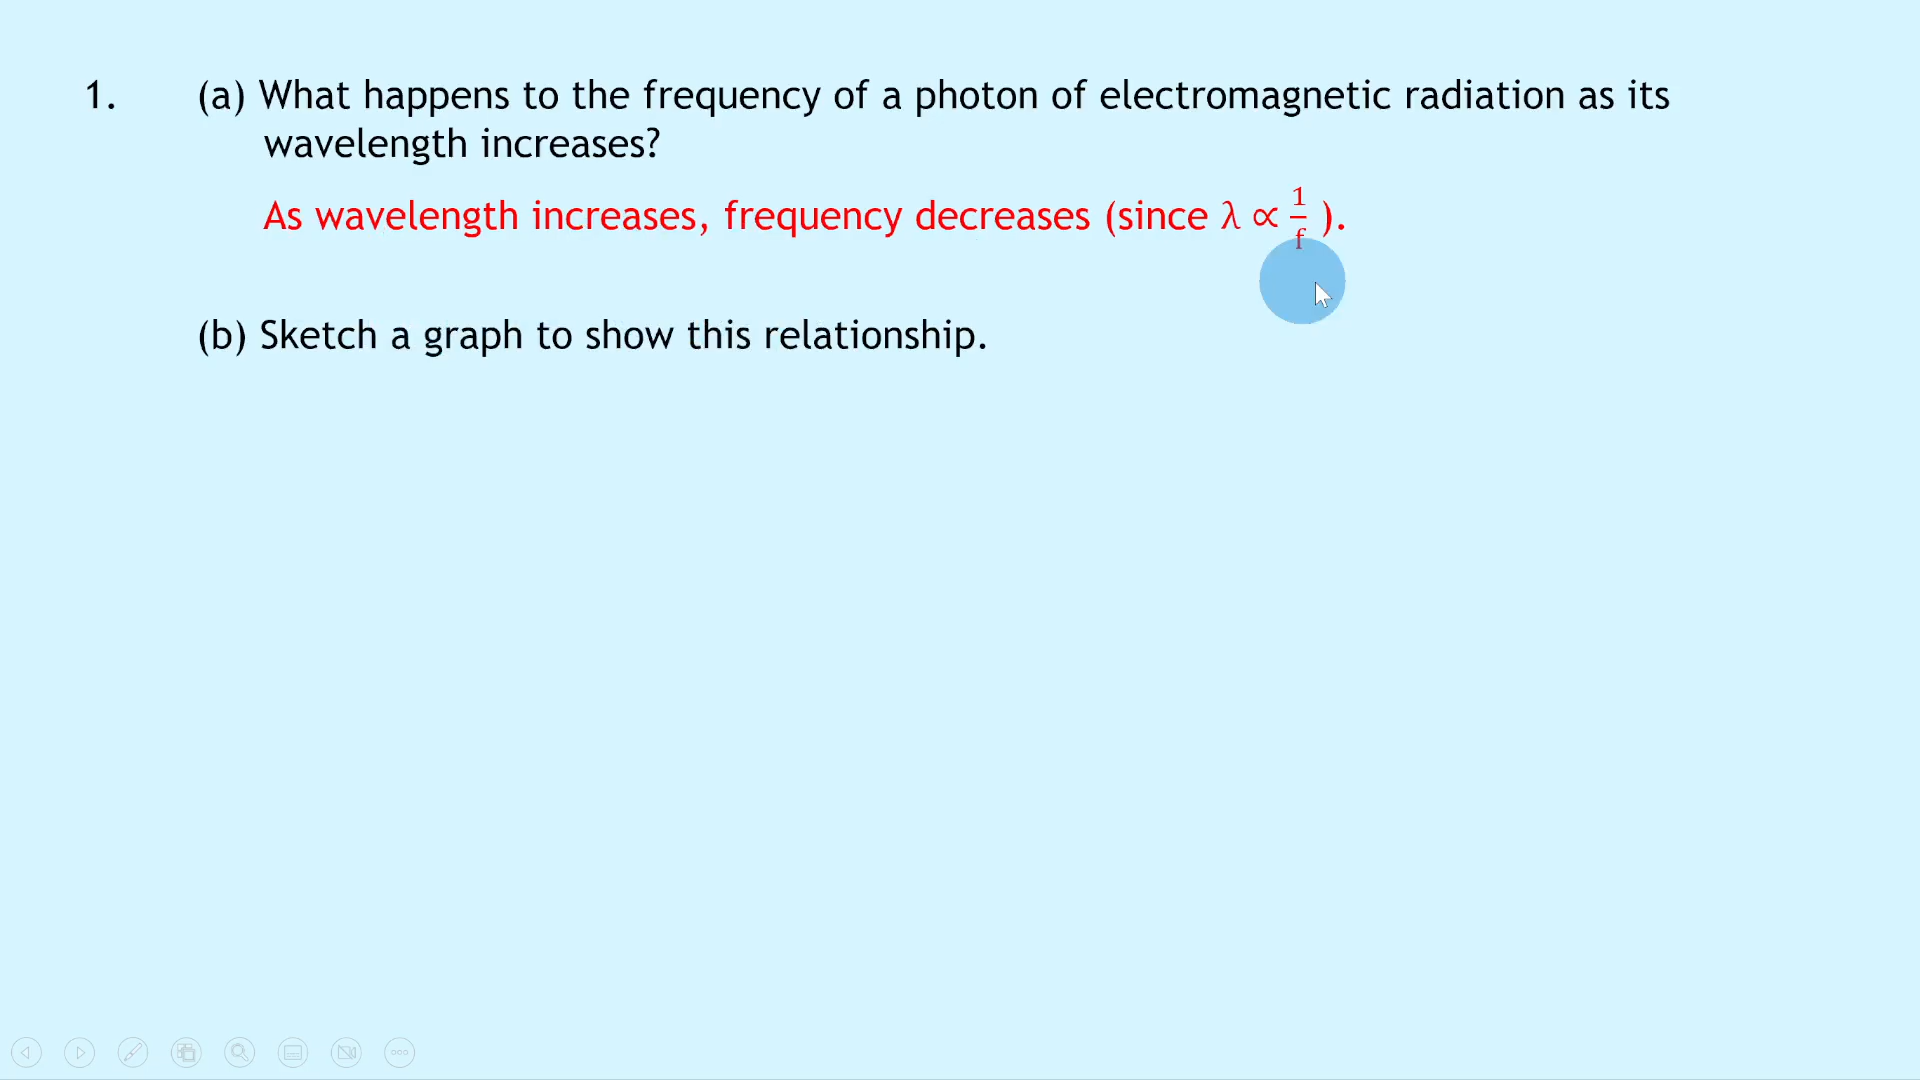 1. (a) What happens to the frequency of a photon of electromagnetic radiation as its
wavelength increases?
As wavelength increases, frequency decreases (since λ ∝ 1/f ).
(b) Sketch a graph to show this relationship.